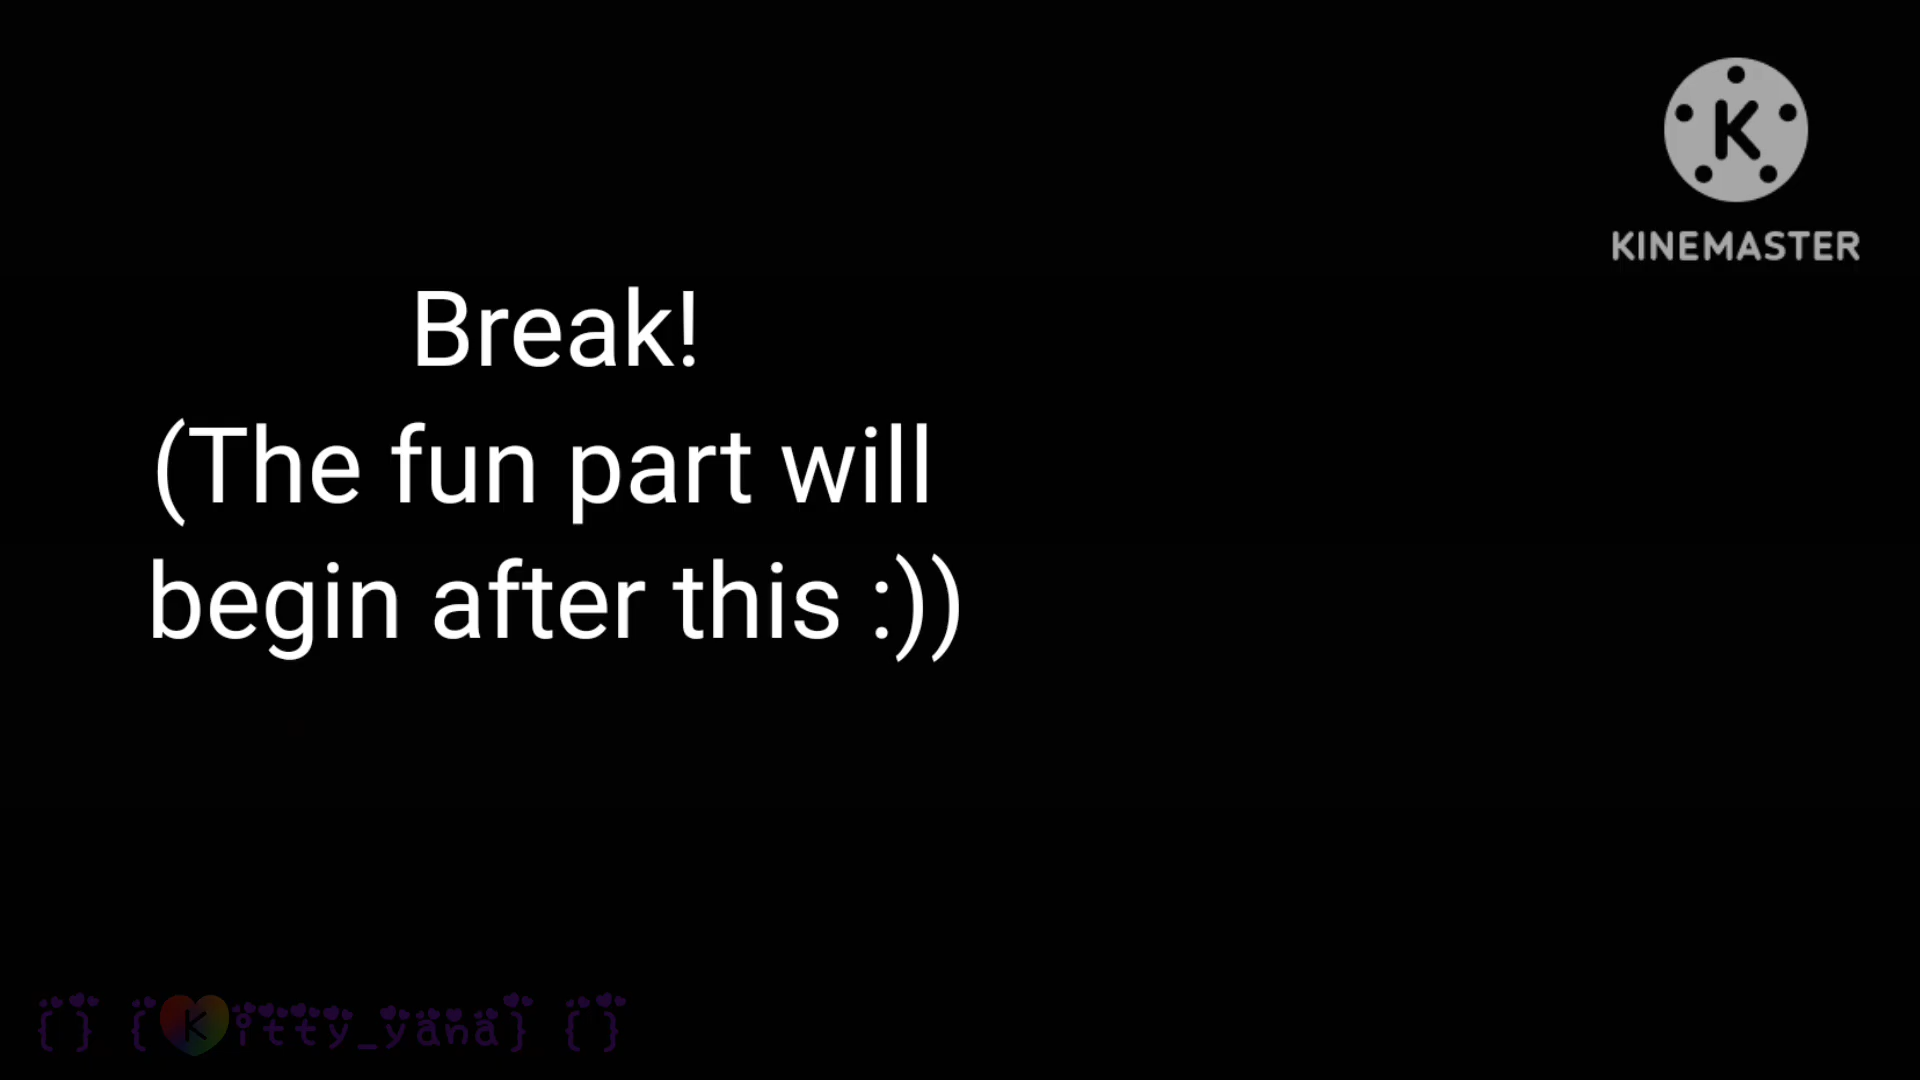 KINEMASTER
Break!
(The fun part will
begin after this :))
{ } {Kitty_yana} { }